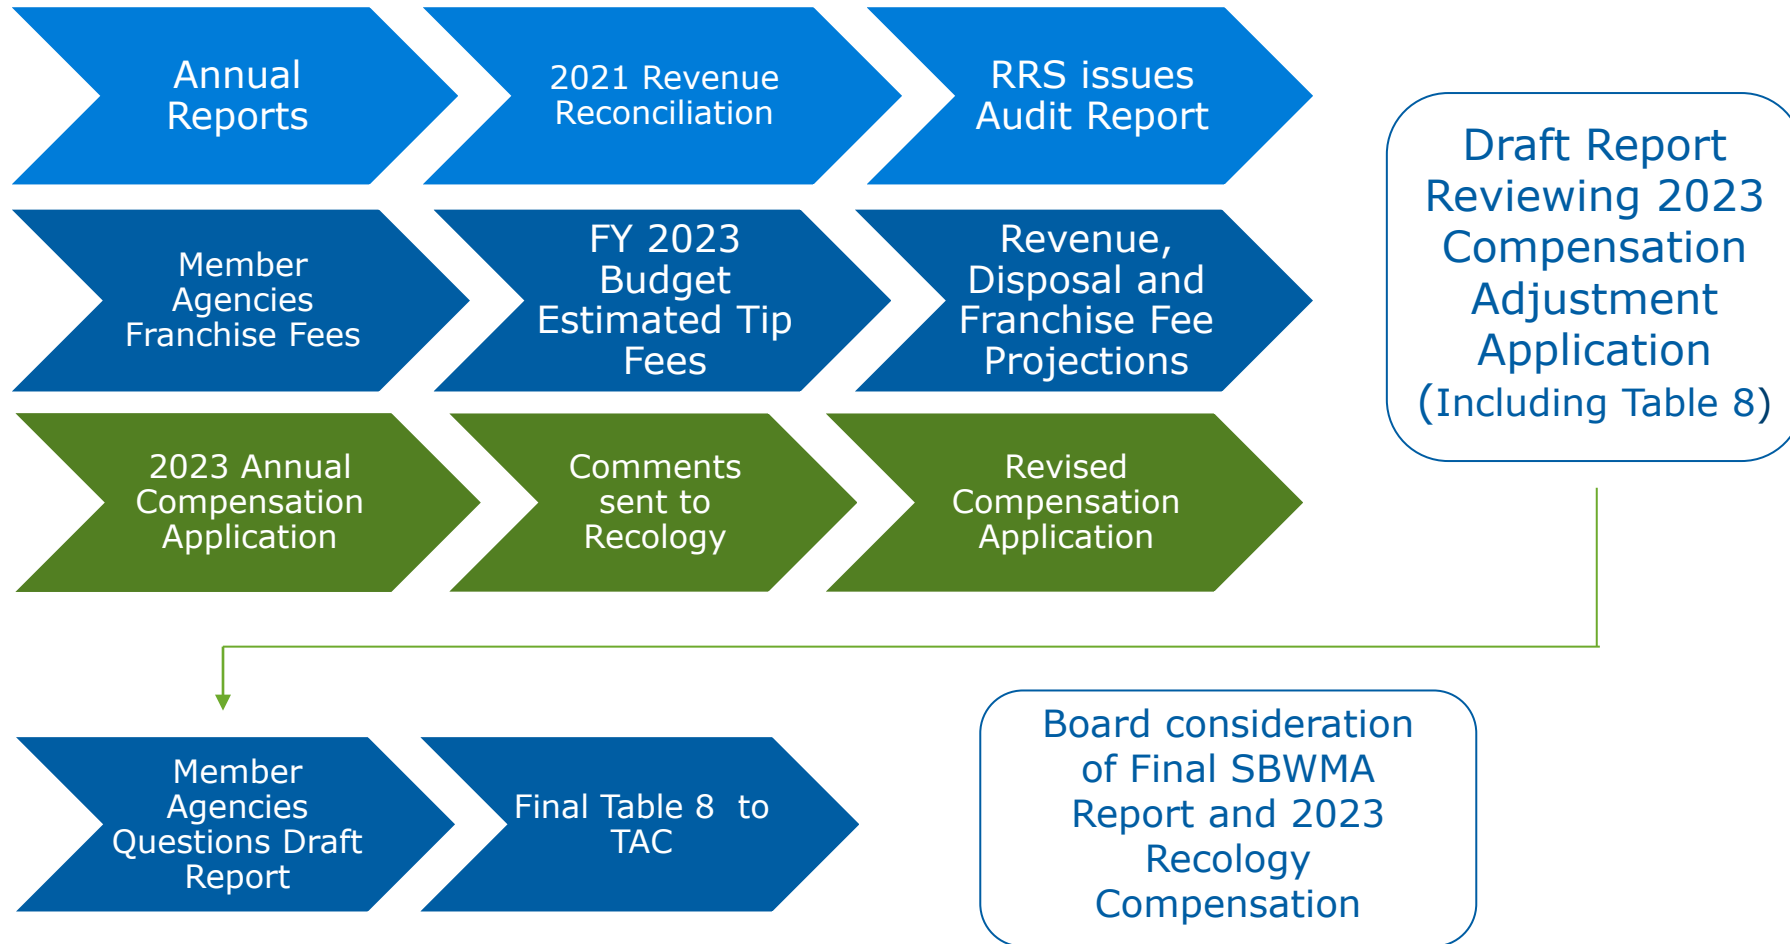 Annual
Reports
2021 Revenue
Reconciliation
RRS issues
Audit Report
Member
Agencies
Franchise Fees
FY 2023
Budget
Estimated Tip
Fees
Revenue,
Disposal and
Franchise Fee
Projections
2023 Annual
Compensation
Application
Comments
sent to
Recology
Revised
Compensation
Application
Draft Report
Reviewing 2023
Compensation
Adjustment
Application
(Including Table 8)
Member
Agencies
Questions Draft
Report
Final Table 8 to
TAC
Board consideration
of Final SBWMA
Report and 2023
Recology
Compensation